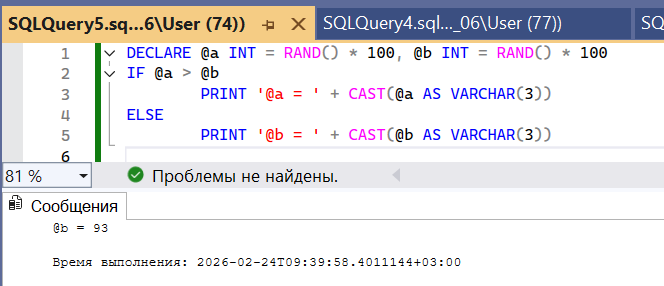 SQLQuery5.sq...6\User (74))
SQLQuery4.sql..._06\User (77))
SQ
1 DECLARE @a INT = RAND() * 100, @b INT = RAND() * 100
2 IF @a > @b
3 PRINT '@a = ' + CAST(@a AS VARCHAR(3))
4 ELSE
5 PRINT '@b = ' + CAST(@b AS VARCHAR(3))
6
81 %
Проблемы не найдены.
Сообщения
@b = 93
Время выполнения: 2026-02-24T09:39:58.4011144+03:00